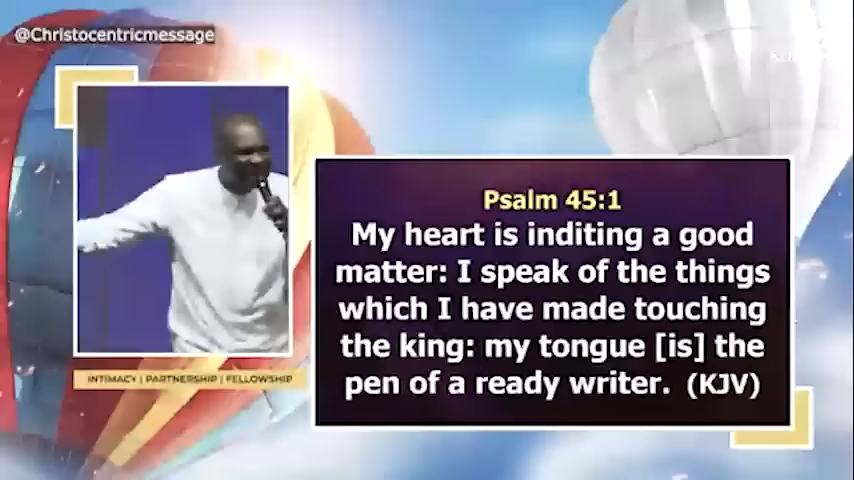 @Christocentricmessage
INTIMACY | PARTNERSHIP | FELLOWSHIP
Psalm 45:1
My heart is inditing a good
matter: I speak of the things
which I have made touching
the king: my tongue [is] the
pen of a ready writer. (KJV)